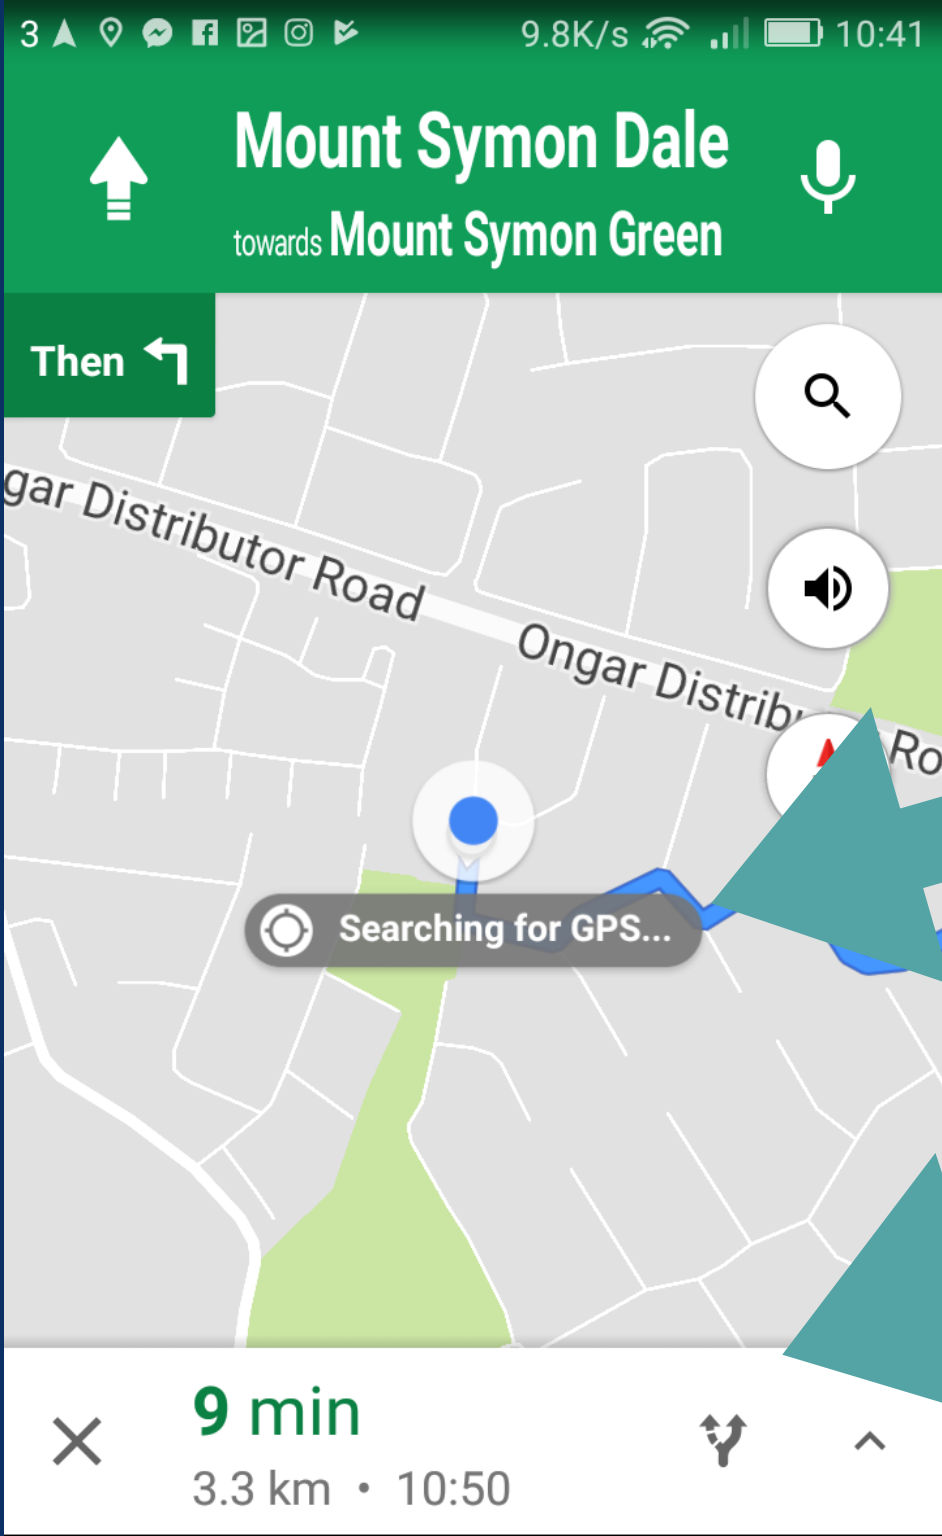 3 9.8K/s 10:41
Mount Symon Dale
towards Mount Symon Green
Then
gar Distributor Road
Ongar Distribu Ro
Searching for GPS...
9 min
3.3 km • 10:50